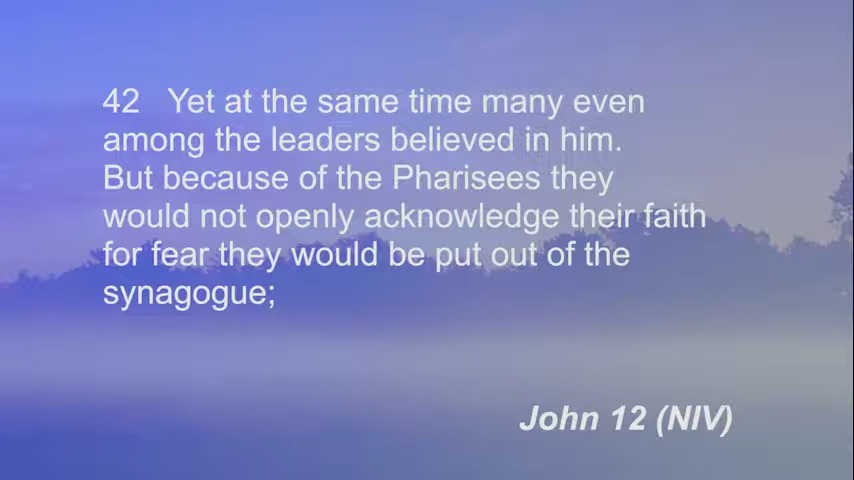 42 Yet at the same time many even
among the leaders believed in him.
But because of the Pharisees they
would not openly acknowledge their faith
for fear they would be put out of the
synagogue;
John 12 (NIV)